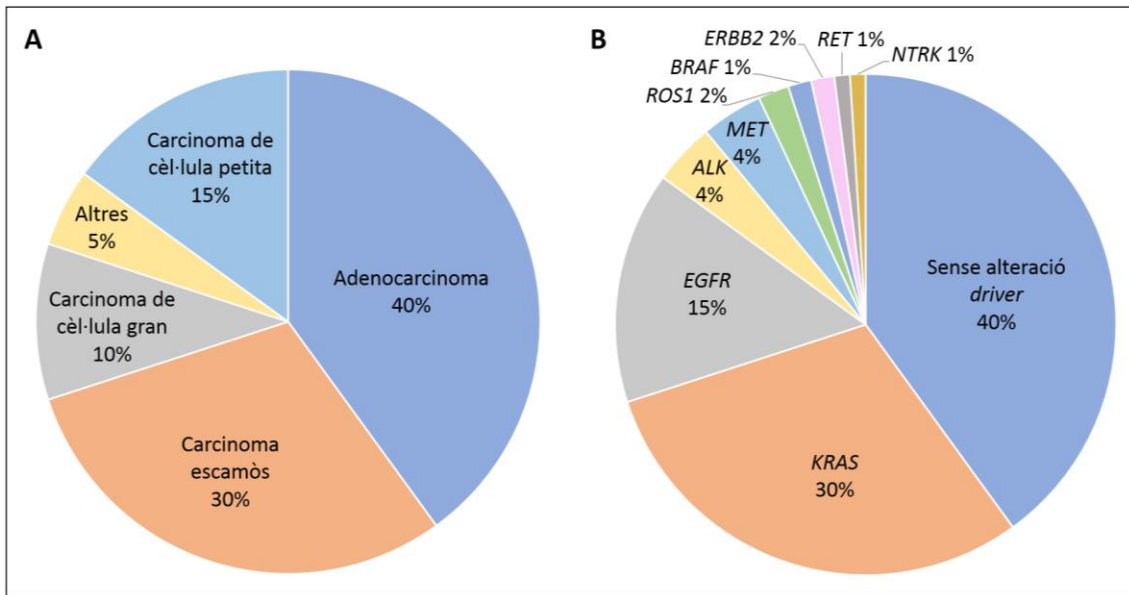 A
Carcinoma de
cèl·lula petita
15%
Altres
5%
Carcinoma de
cèl·lula gran
10%
Adenocarcinoma
40%
Carcinoma
escamòs
30%
B
ERBB2 2%
RET 1%
NTRK 1%
BRAF 1%
ROS1 2%
MET
4%
ALK
4%
EGFR
15%
Sense alteració
driver
40%
KRAS
30%